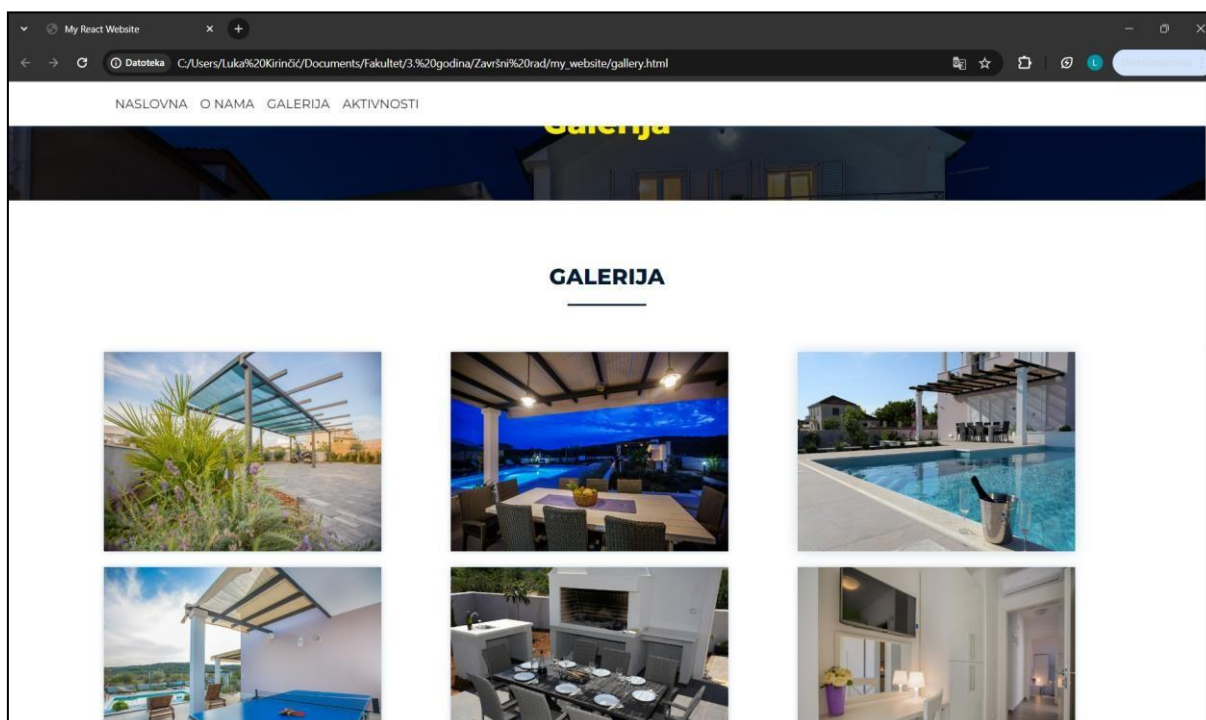 My React Website
Datoteka C:/Users/Luka%20Kirinčić/Documents/Fakultet/3.%20godina/Završni%20rad/my_website/gallery.html
L
NASLOVNA O NAMA GALERIJA AKTIVNOSTI
Galerija
GALERIJA